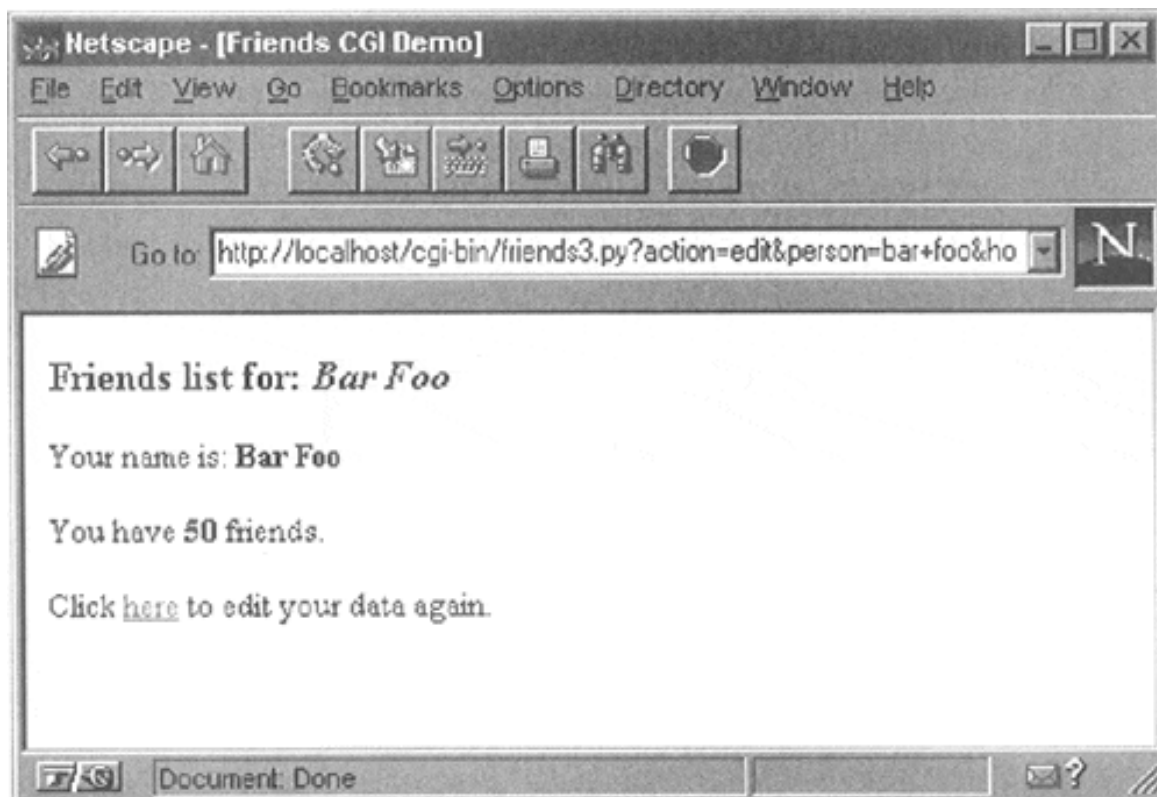 Netscape - [Friends CGI Demo]
File Edit View Go Bookmarks Options Directory Window Help
Go to: http://localhost/cgi-bin/friends3.py?action=edit&person=bar+foo&ho
N
Friends list for: Bar Foo
Your name is: Bar Foo
You have 50 friends.
Click here to edit your data again.
Document: Done